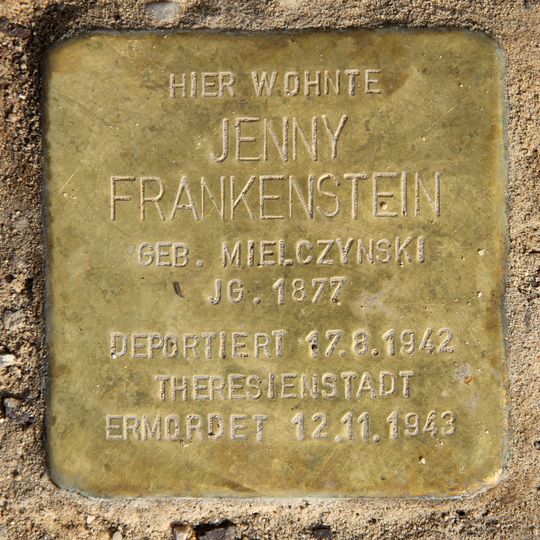 HIER WOHNTE
JENNY
FRANKENSTEIN
GEB. MIELCZYNSKI
JG. 1877
DEPORTIERT 17.8.1942
THERESIENSTADT
ERMORDET 12.11.1943